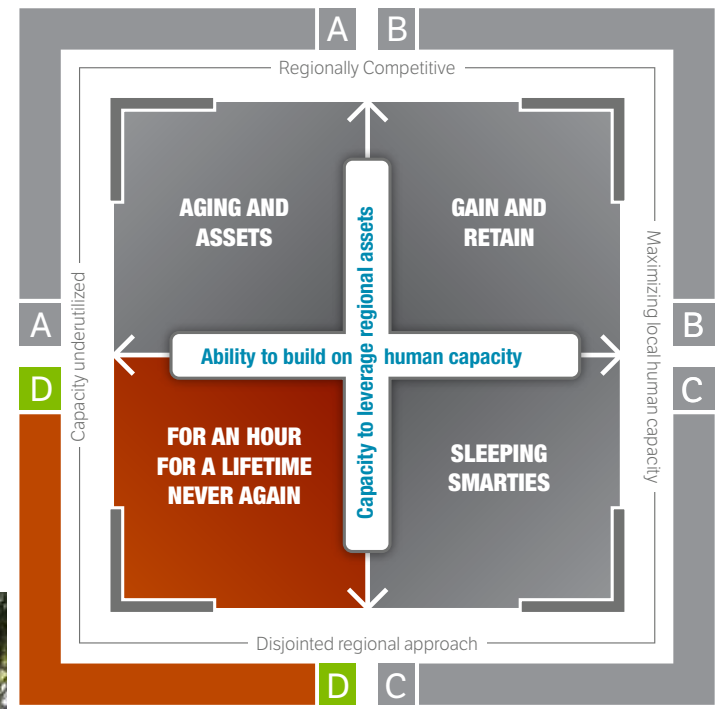 A B
Regionally Competitive
AGING AND
ASSETS
GAIN AND
RETAIN
Capacity to leverage regional assets
Maximizing local human capacity
Capacity underutilized
A
B
Ability to build on human capacity
D
C
FOR AN HOUR
FOR A LIFETIME
NEVER AGAIN
SLEEPING
SMARTIES
Disjointed regional approach
D C